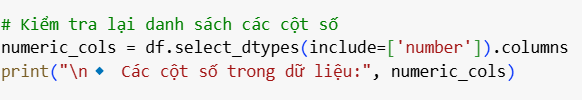 # Kiểm tra lại danh sách các cột số
numeric_cols = df.select_dtypes(include=['number']).columns
print("\n🔹 Các cột số trong dữ liệu:", numeric_cols)